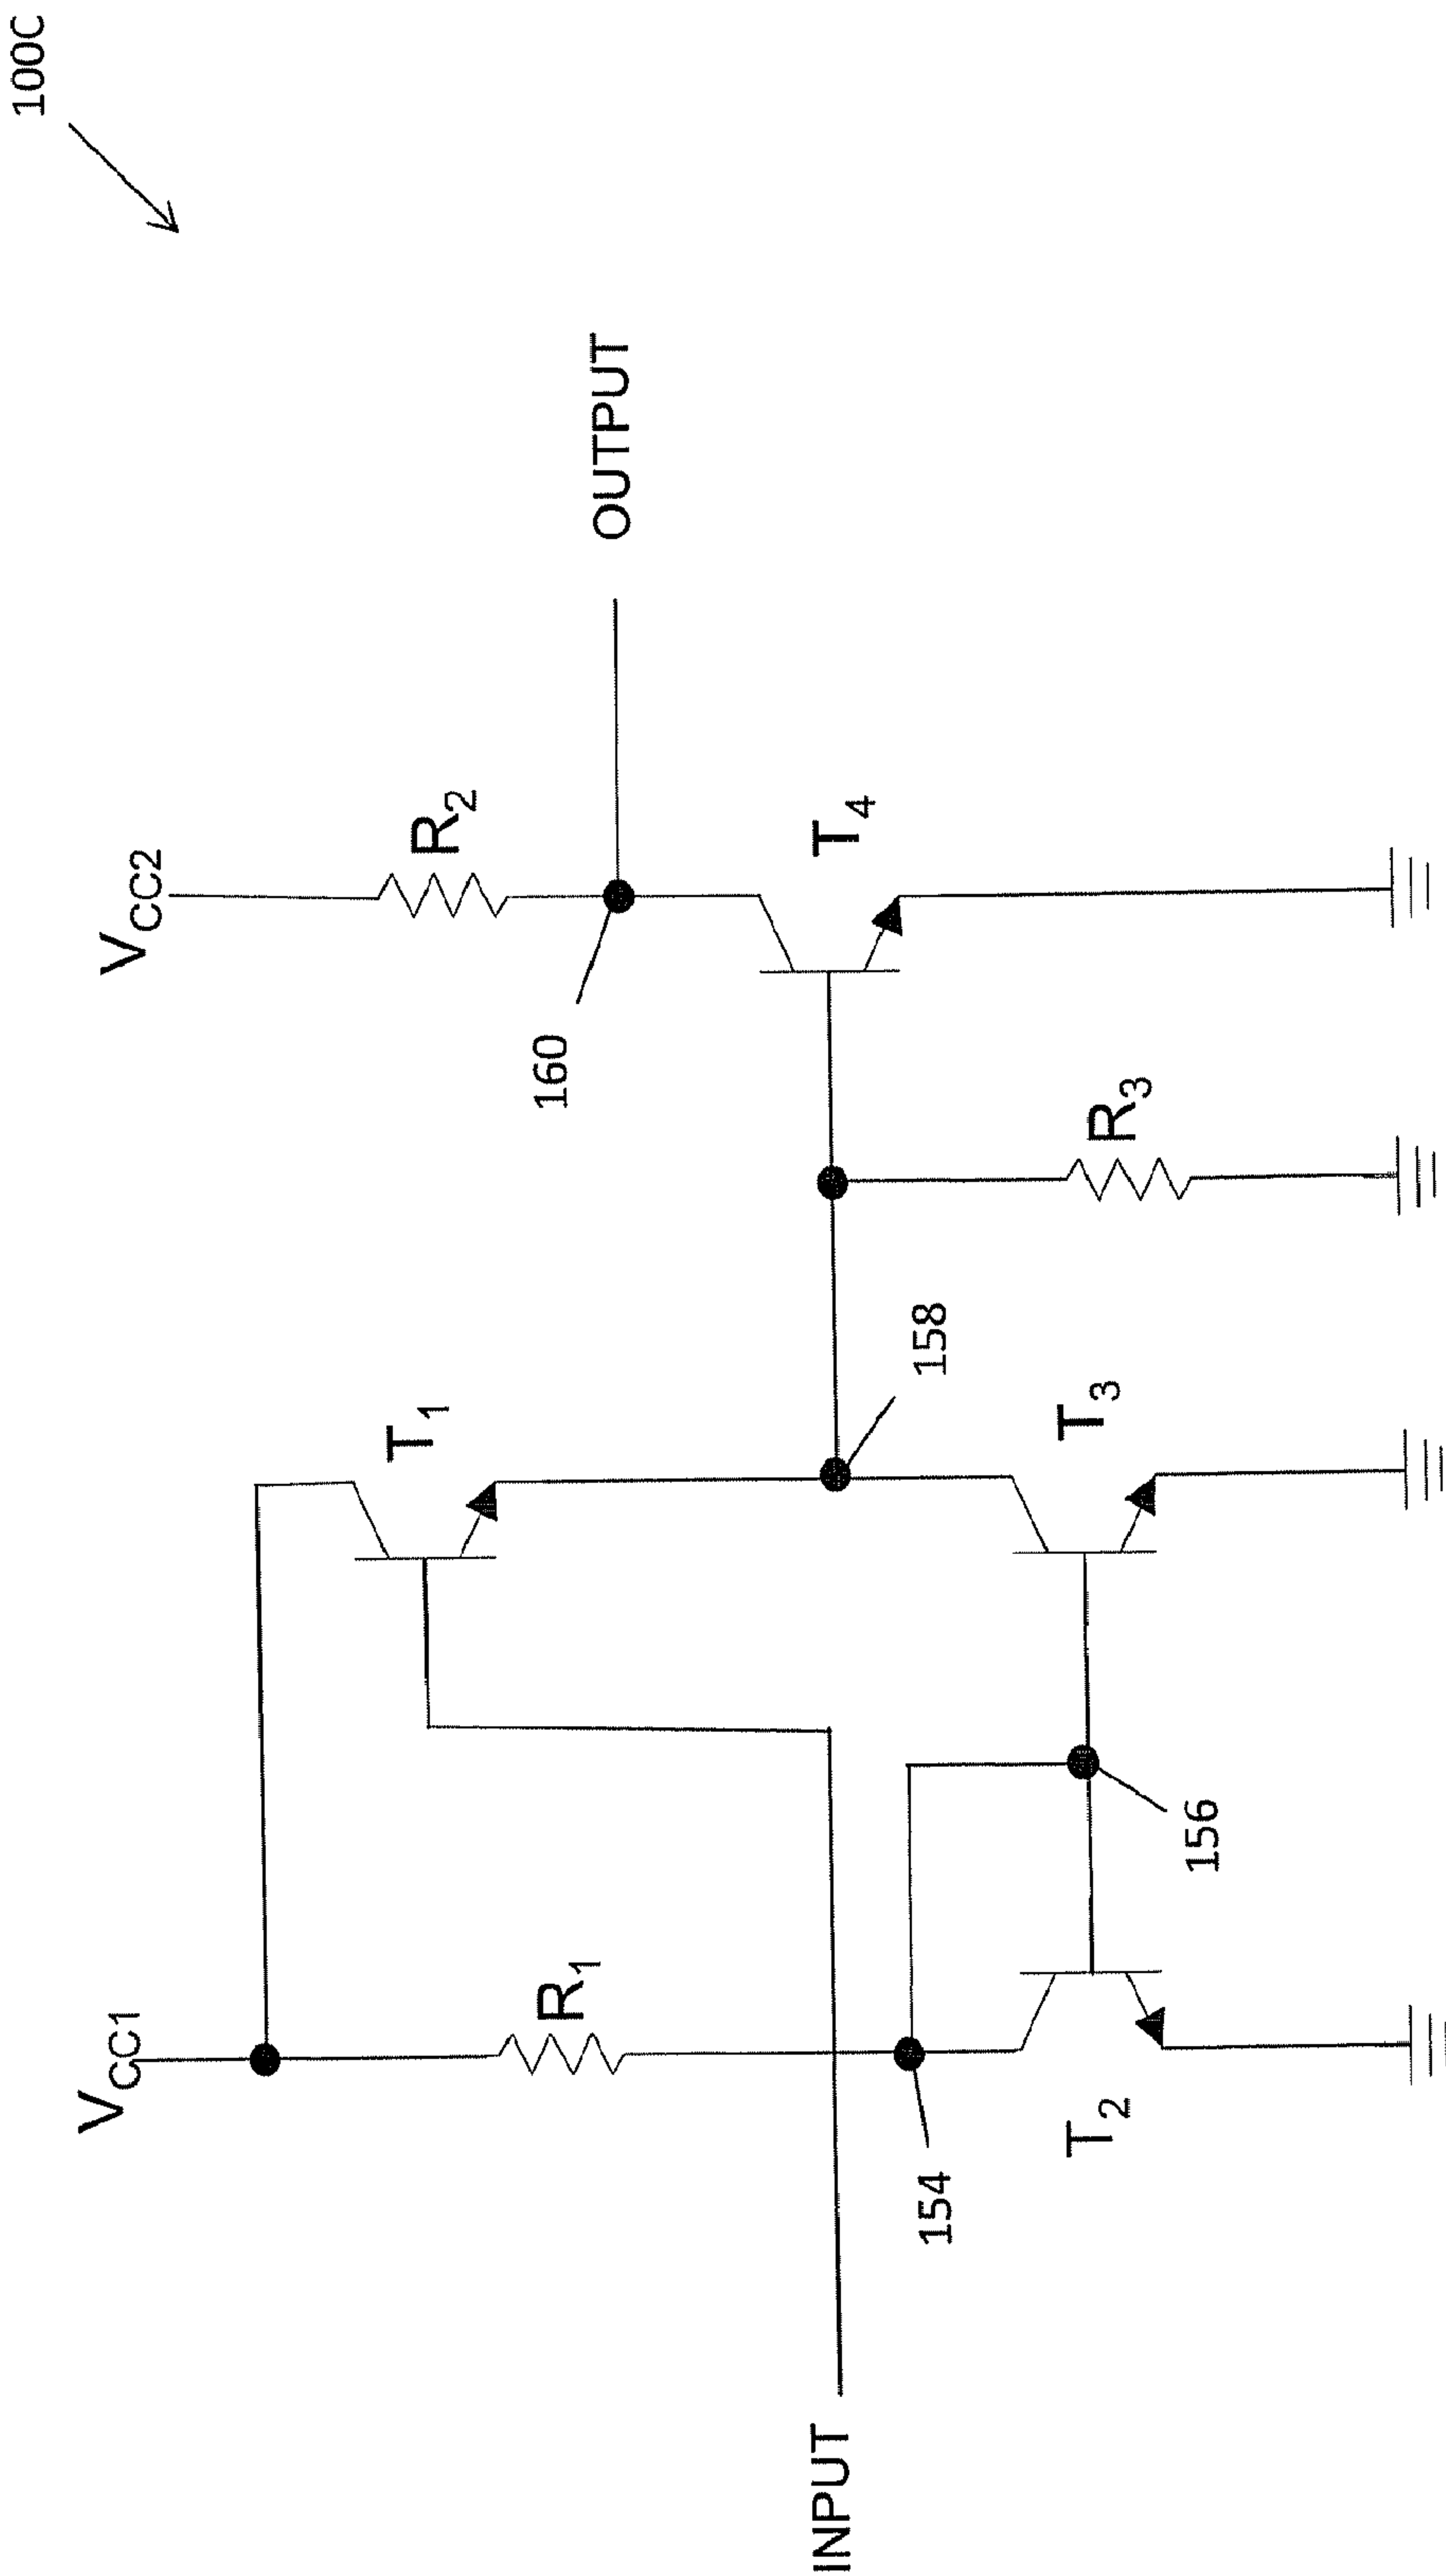 100C
VCC1
VCC2
R1
T1
R2
160
OUTPUT
INPUT
154
T2
156
158
T3
R3
T4